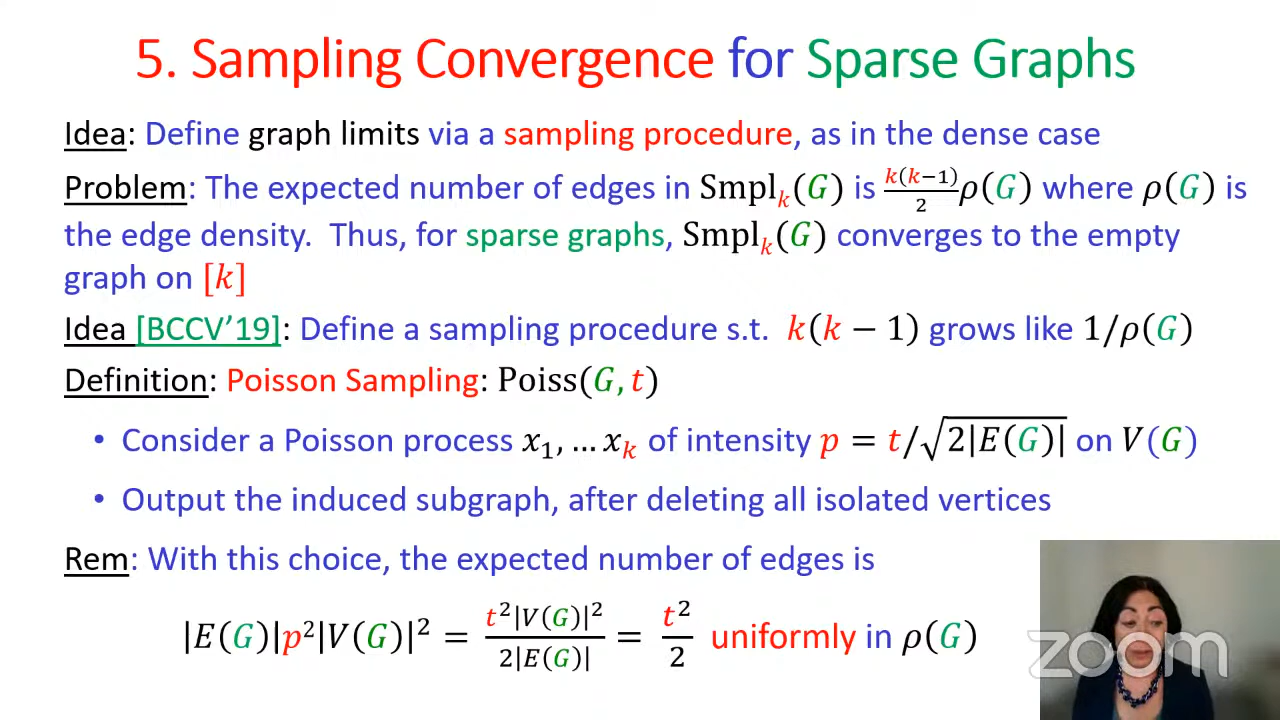 5. Sampling Convergence for Sparse Graphs
Idea: Define graph limits via a sampling procedure, as in the dense case
Problem: The expected number of edges in Smpl_k(G) is k(k−1)/2 ρ(G) where ρ(G) is
the edge density. Thus, for sparse graphs, Smpl_k(G) converges to the empty
graph on [k]
Idea [BCCV'19]: Define a sampling procedure s.t. k(k − 1) grows like 1/ρ(G)
Definition: Poisson Sampling: Poiss(G, t)
• Consider a Poisson process x₁, … x_k of intensity p = t/√2|E(G)| on V(G)
• Output the induced subgraph, after deleting all isolated vertices
Rem: With this choice, the expected number of edges is
|E(G)|p²|V(G)|² = t²|V(G)|²/2|E(G)| = t²/2 uniformly in ρ(G)
zoom